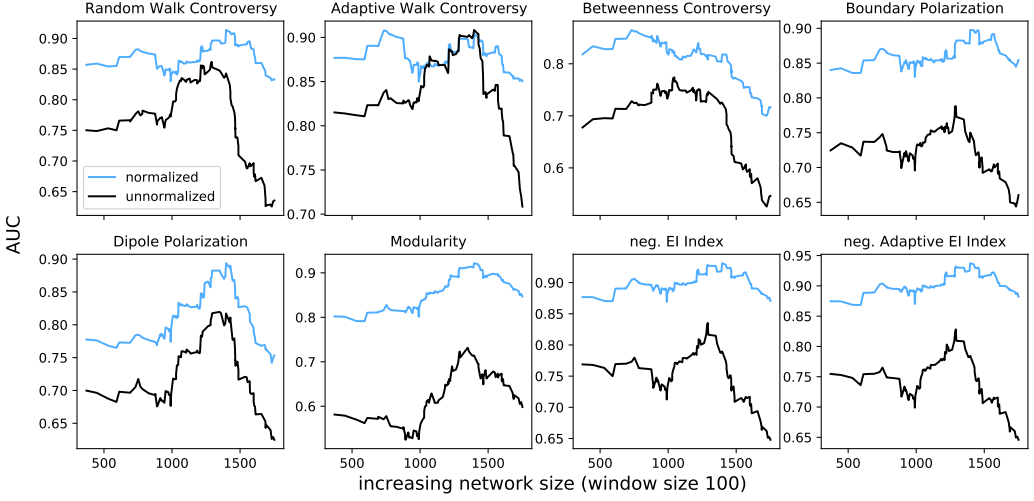 Random Walk Controversy
Adaptive Walk Controversy
Betweenness Controversy
Boundary Polarization
AUC
0.90
0.85
0.80
0.75
0.70
0.65
normalized
unnormalized
0.90
0.85
0.80
0.75
0.70
0.8
0.7
0.6
0.90
0.85
0.80
0.75
0.70
0.65
Dipole Polarization
Modularity
neg. EI Index
neg. Adaptive EI Index
0.90
0.85
0.80
0.75
0.70
0.65
500 1000 1500
0.9
0.8
0.7
0.6
500 1000 1500
0.90
0.85
0.80
0.75
0.70
0.65
500 1000 1500
0.95
0.90
0.85
0.80
0.75
0.70
0.65
500 1000 1500
increasing network size (window size 100)